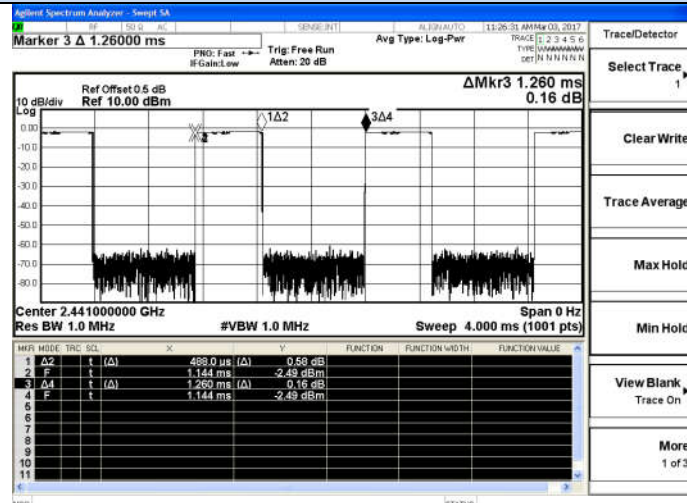 Agilent Spectrum Analyzer - Swept SA
RF 50 Ω AC SENSE:INT ALIGN AUTO 11:26:31 AM Mar 03, 2017
Marker 3 Δ 1.26000 ms
Avg Type: Log-Pwr
TRACE 1 2 3 4 5 6
TYPE
DET N N N N N N
PNO: Fast
IFGain:Low
Trig: Free Run
Atten: 20 dB
Trace/Detector
Select Trace
1
Clear Write
Trace Average
Max Hold
Min Hold
View Blank
Trace On
More
1 of 3
ΔMkr3 1.260 ms
0.16 dB
Ref Offset 0.5 dB
10 dB/div Ref 10.00 dBm
Log
1Δ2
3Δ4
0.00
-10.0
-20.0
-30.0
-40.0
-50.0
-60.0
-70.0
-80.0
Center 2.441000000 GHz Span 0 Hz
Res BW 1.0 MHz #VBW 1.0 MHz Sweep 4.000 ms (1001 pts)
MKR MODE TRC SCL X Y FUNCTION FUNCTION WIDTH FUNCTION VALUE
1 Δ2 t (Δ) 488.0 µs (Δ) 0.58 dB
2 F t 1.144 ms -2.49 dBm
3 Δ4 t (Δ) 1.260 ms (Δ) 0.16 dB
4 F t 1.144 ms -2.49 dBm
5
6
7
8
9
10
11
MSG STATUS